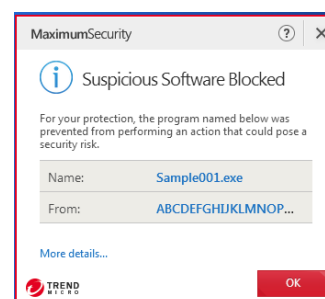 MaximumSecurity ? X
Suspicious Software Blocked
For your protection, the program named below was
prevented from performing an action that could pose a
security risk.
Name: Sample001.exe
From: ABCDEFGHIJKLMNOP...
More details...
TREND
MICRO
OK